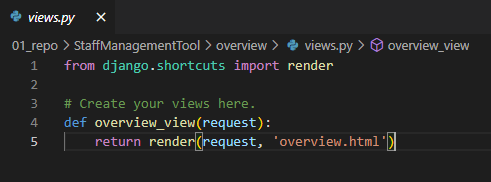 views.py
01_repo > StaffManagementTool > overview > views.py > overview_view
1 from django.shortcuts import render
2
3 # Create your views here.
4 def overview_view(request):
5     return render(request, 'overview.html')